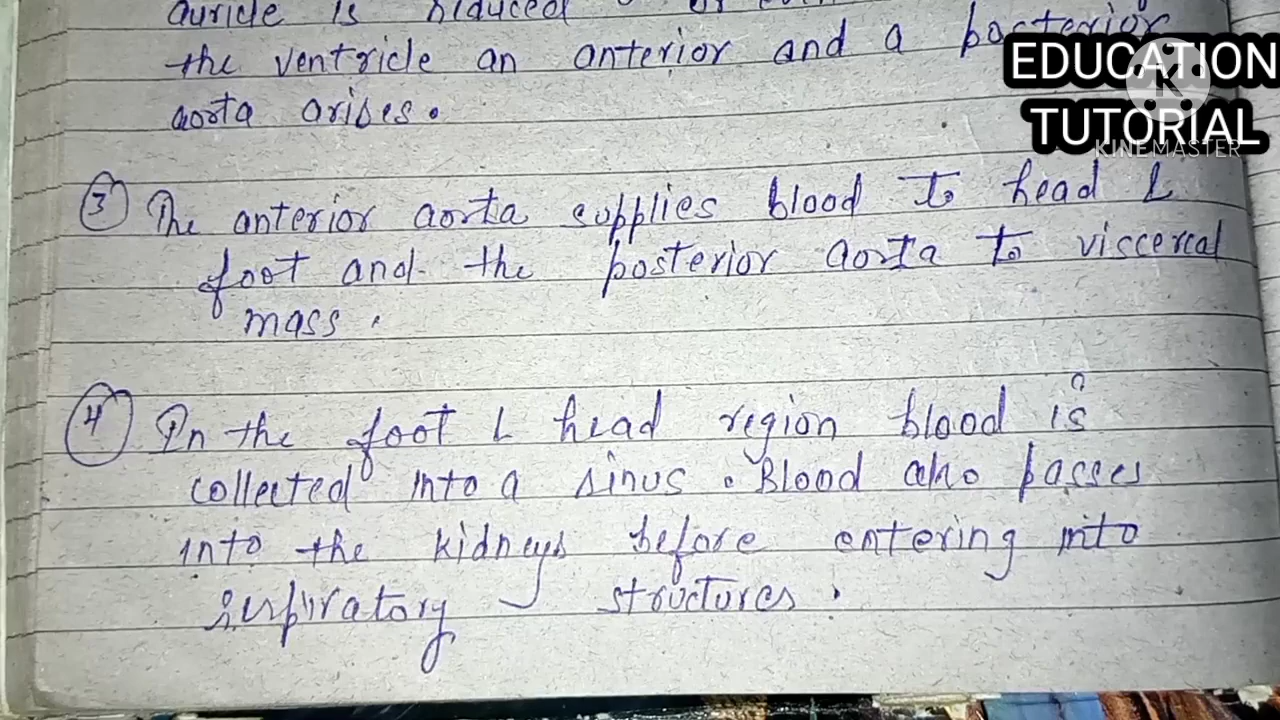 auricle is
the ventricle an anterior and a posterior
aorta arises.
EDUCATION
TUTORIAL
KINEMASTER
③ The anterior aorta supplies blood to head &
foot and the posterior aorta to viscercal
mass.
④ In the foot & head region blood is
collected into a sinus. Blood also passes
into the kidneys before entering into
respiratory structures.